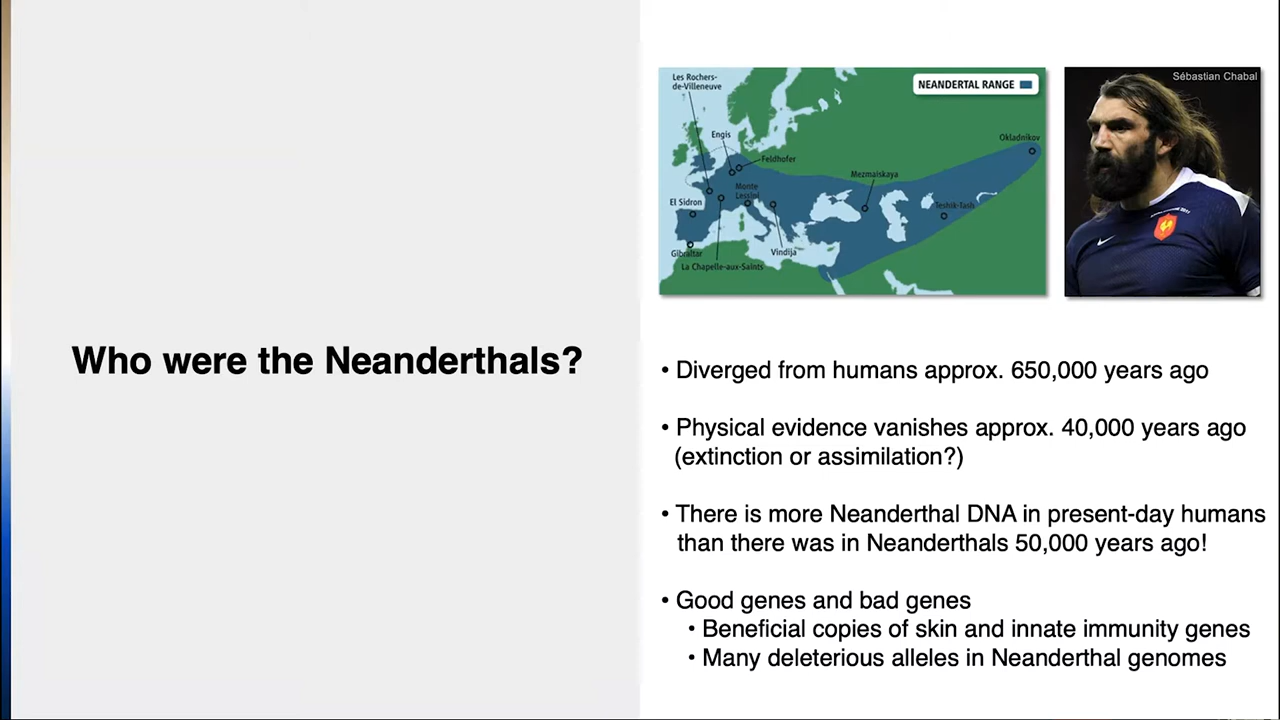 Who were the Neanderthals?
NEANDERTAL RANGE
Les Rochers-
de-Villeneuve
Engis
Feldhofer
Okladnikov
Mezmaiskaya
Monte
Lessini
El Sidron
Teshik-Tash
Gibraltar
Vindija
La Chapelle-aux-Saints
Sébastian Chabal
• Diverged from humans approx. 650,000 years ago
• Physical evidence vanishes approx. 40,000 years ago
(extinction or assimilation?)
• There is more Neanderthal DNA in present-day humans
than there was in Neanderthals 50,000 years ago!
• Good genes and bad genes
• Beneficial copies of skin and innate immunity genes
• Many deleterious alleles in Neanderthal genomes